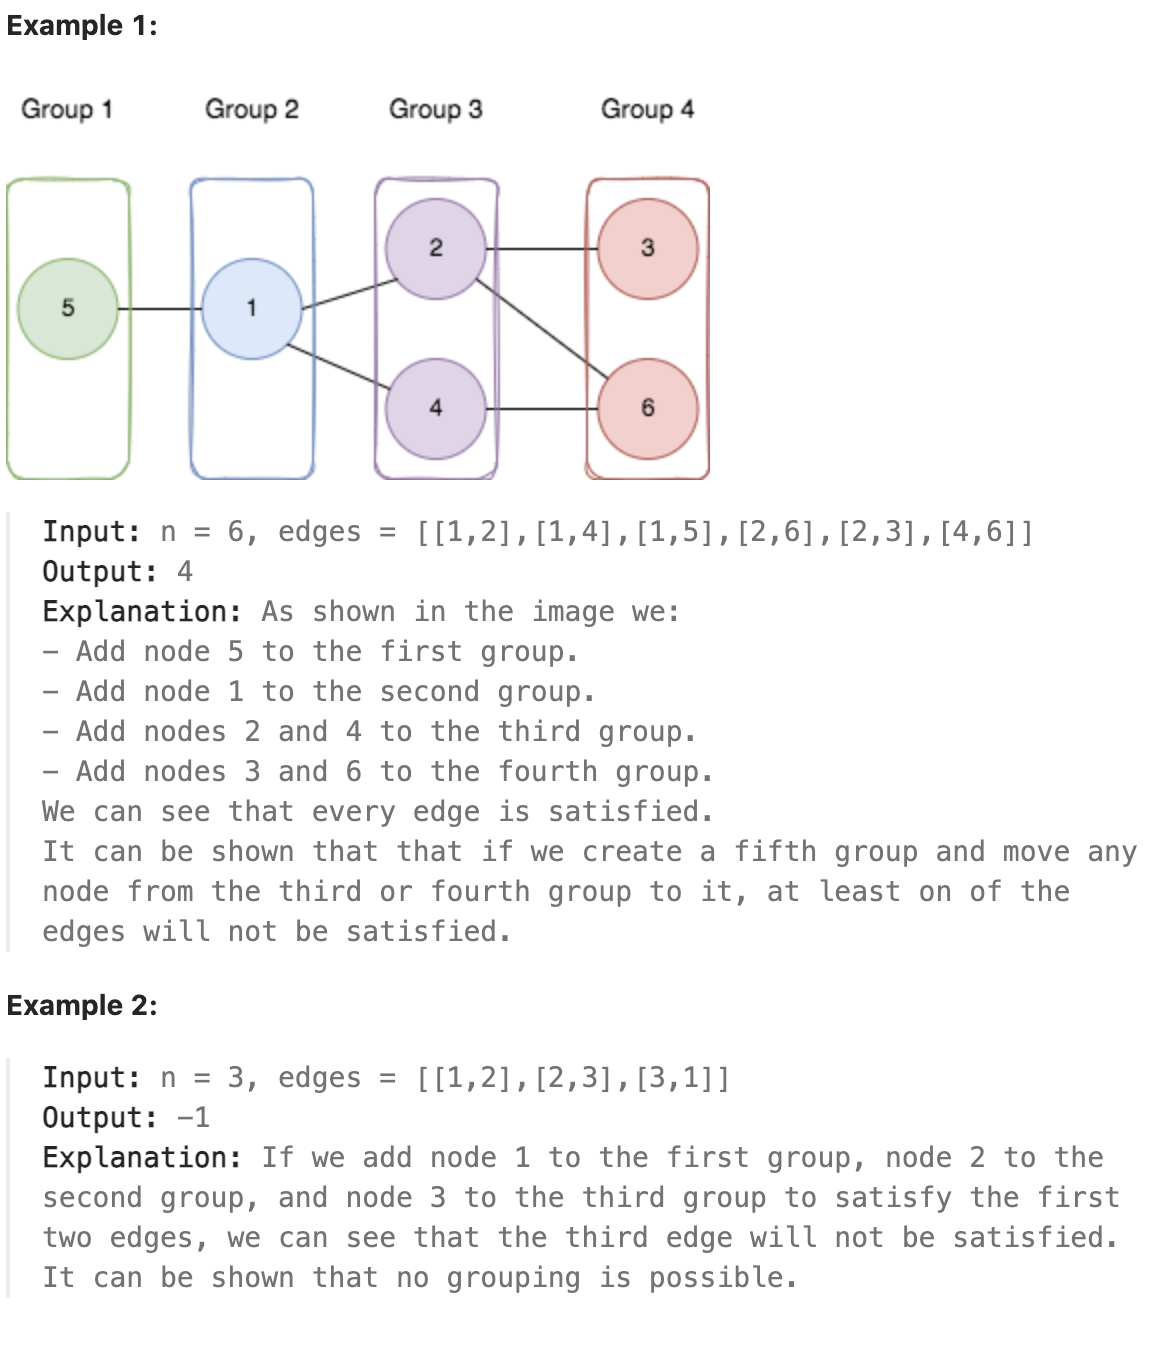 Example 1:
Group 1 Group 2 Group 3 Group 4
2 3
5 1
4 6
Input: n = 6, edges = [[1,2],[1,4],[1,5],[2,6],[2,3],[4,6]]
Output: 4
Explanation: As shown in the image we:
- Add node 5 to the first group.
- Add node 1 to the second group.
- Add nodes 2 and 4 to the third group.
- Add nodes 3 and 6 to the fourth group.
We can see that every edge is satisfied.
It can be shown that that if we create a fifth group and move any
node from the third or fourth group to it, at least on of the
edges will not be satisfied.
Example 2:
Input: n = 3, edges = [[1,2],[2,3],[3,1]]
Output: -1
Explanation: If we add node 1 to the first group, node 2 to the
second group, and node 3 to the third group to satisfy the first
two edges, we can see that the third edge will not be satisfied.
It can be shown that no grouping is possible.